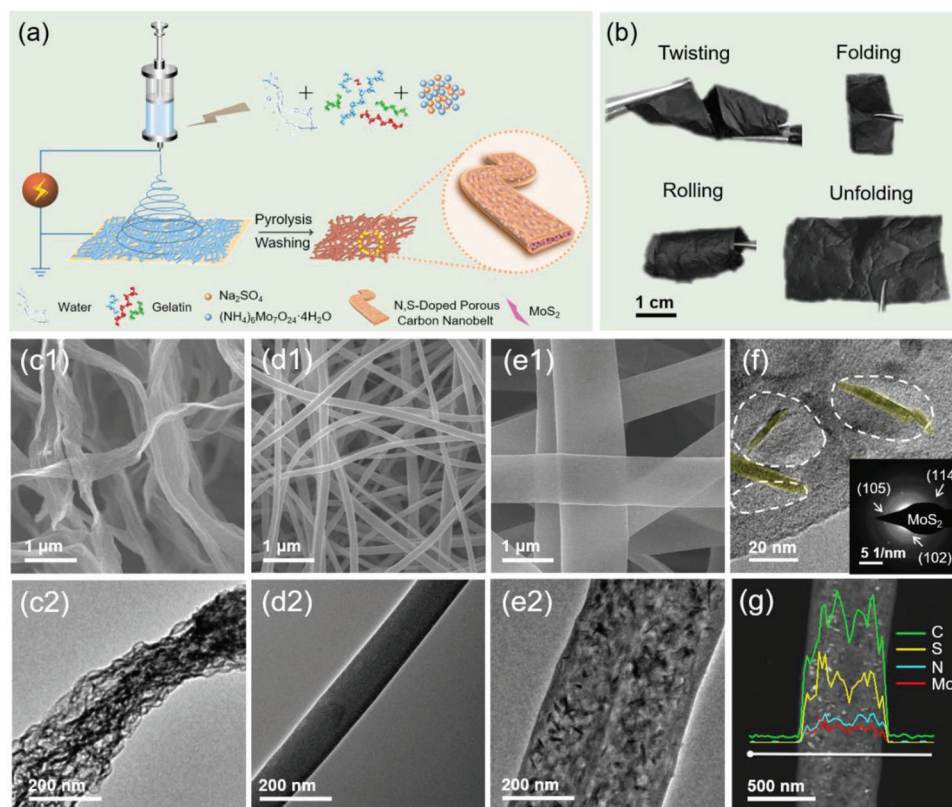 (a)
+ +
Pyrolysis
Washing
Water
Gelatin
Na₂SO₄
(NH₄)₆Mo₇O₂₄·4H₂O
N,S-Doped Porous
Carbon Nanobelt
MoS₂
(b)
Twisting
Folding
Rolling
Unfolding
1 cm
(c1)
1 μm
(d1)
1 μm
(e1)
1 μm
(f)
(114)
(105)
MoS₂
(102)
5 1/nm
20 nm
(c2)
200 nm
(d2)
200 nm
(e2)
200 nm
(g)
C
S
N
Mo
500 nm